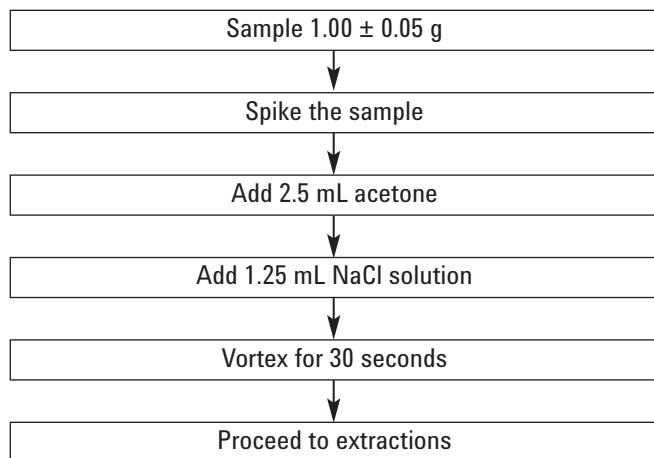 Sample 1.00 ± 0.05 g
Spike the sample
Add 2.5 mL acetone
Add 1.25 mL NaCl solution
Vortex for 30 seconds
Proceed to extractions